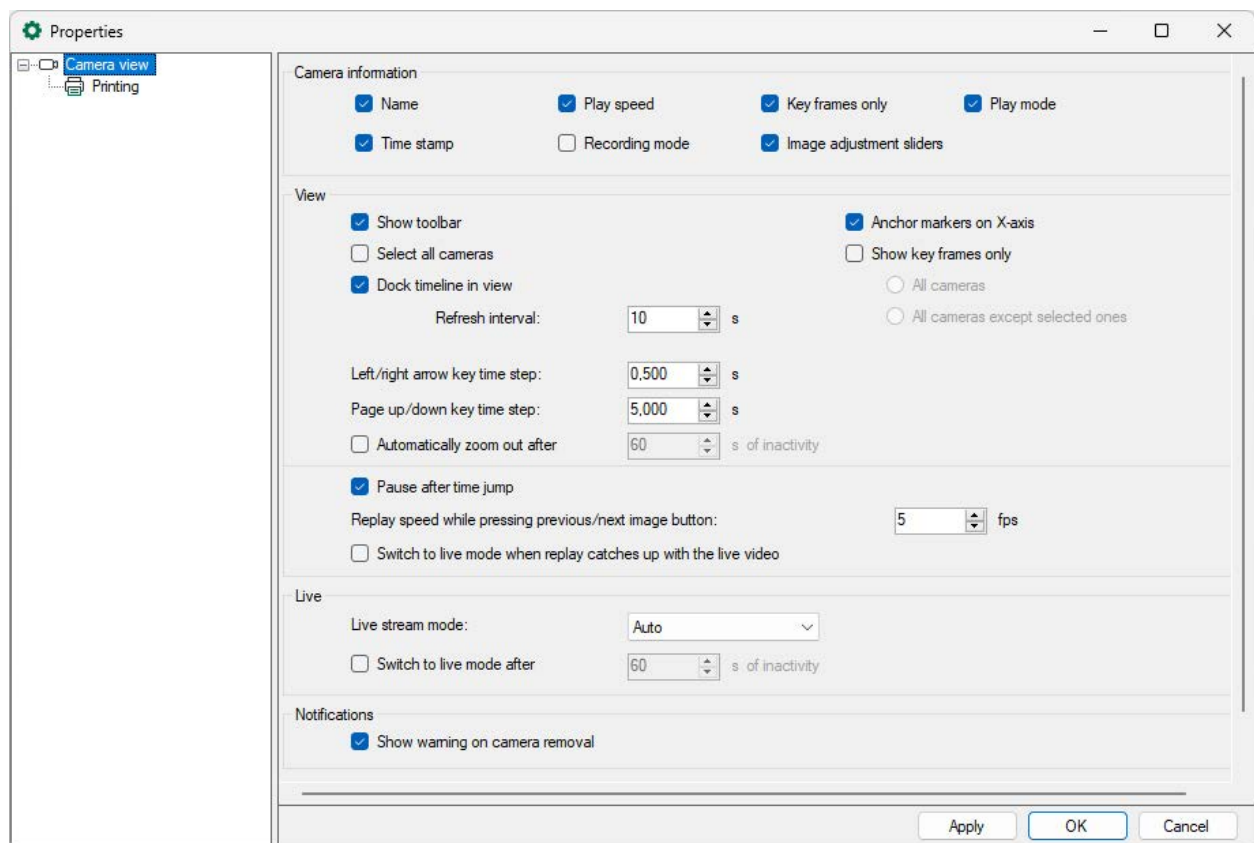 Properties
Camera view
Printing
Camera information
Name Play speed Key frames only Play mode
Time stamp Recording mode Image adjustment sliders
View
Show toolbar Anchor markers on X-axis
Select all cameras Show key frames only
Dock timeline in view All cameras
Refresh interval: 10 s All cameras except selected ones
Left/right arrow key time step: 0,500 s
Page up/down key time step: 5,000 s
Automatically zoom out after 60 s of inactivity
Pause after time jump
Replay speed while pressing previous/next image button: 5 fps
Switch to live mode when replay catches up with the live video
Live
Live stream mode: Auto
Switch to live mode after 60 s of inactivity
Notifications
Show warning on camera removal
Apply OK Cancel